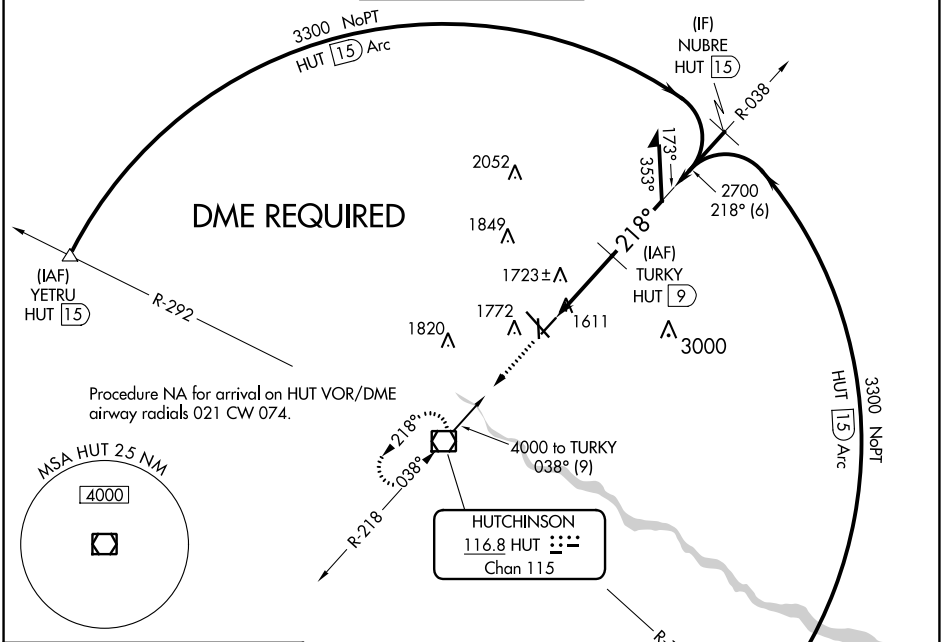 3300 NoPT
HUT 15 Arc
(IF)
NUBRE
HUT 15
R-038
173°
353°
2052
2700
218° (6)
DME REQUIRED
1849
218°
(IAF)
TURKY
HUT 9
1723±
(IAF)
YETRU
HUT 15
R-292
1772
1611
1820
3000
Procedure NA for arrival on HUT VOR/DME
airway radials 021 CW 074.
3300 NoPT
HUT 15 Arc
MSA HUT 25 NM
4000
218°
038°
4000 to TURKY
038° (9)
R-218
HUTCHINSON
116.8 HUT
Chan 115